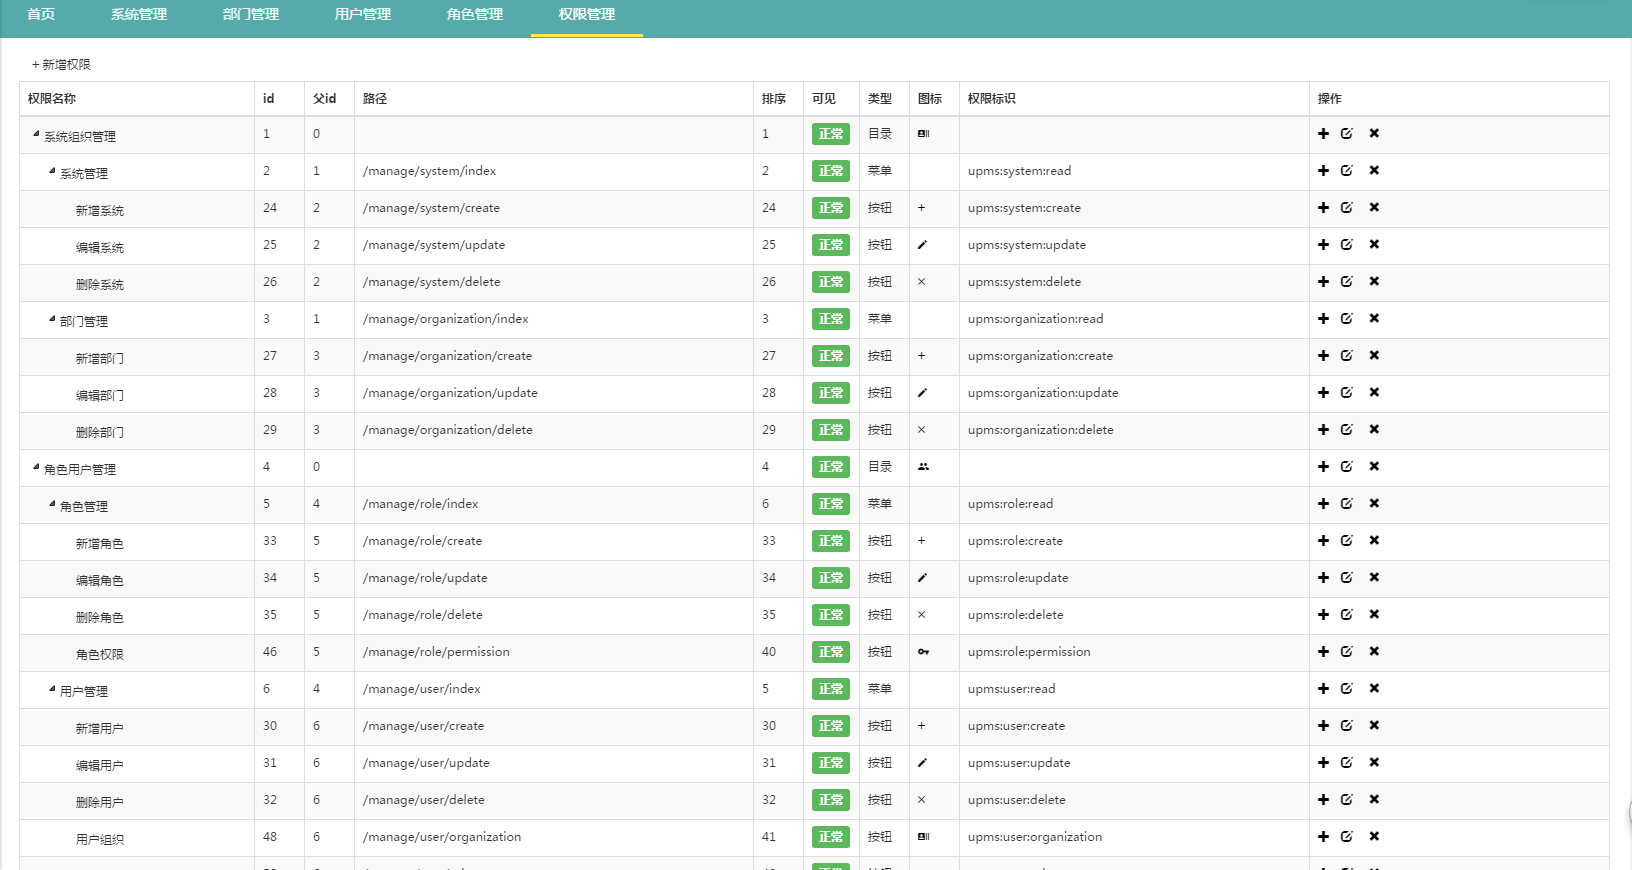 首页 系统管理 部门管理 用户管理 角色管理 权限管理
+ 新增权限
权限名称 id 父id 路径 排序 可见 类型 图标 权限标识 操作
系统组织管理 1 0 1 正常 目录
系统管理 2 1 /manage/system/index 2 正常 菜单 upms:system:read
新增系统 24 2 /manage/system/create 24 正常 按钮 upms:system:create
编辑系统 25 2 /manage/system/update 25 正常 按钮 upms:system:update
删除系统 26 2 /manage/system/delete 26 正常 按钮 upms:system:delete
部门管理 3 1 /manage/organization/index 3 正常 菜单 upms:organization:read
新增部门 27 3 /manage/organization/create 27 正常 按钮 upms:organization:create
编辑部门 28 3 /manage/organization/update 28 正常 按钮 upms:organization:update
删除部门 29 3 /manage/organization/delete 29 正常 按钮 upms:organization:delete
角色用户管理 4 0 4 正常 目录
角色管理 5 4 /manage/role/index 6 正常 菜单 upms:role:read
新增角色 33 5 /manage/role/create 33 正常 按钮 upms:role:create
编辑角色 34 5 /manage/role/update 34 正常 按钮 upms:role:update
删除角色 35 5 /manage/role/delete 35 正常 按钮 upms:role:delete
角色权限 46 5 /manage/role/permission 40 正常 按钮 upms:role:permission
用户管理 6 4 /manage/user/index 5 正常 菜单 upms:user:read
新增用户 30 6 /manage/user/create 30 正常 按钮 upms:user:create
编辑用户 31 6 /manage/user/update 31 正常 按钮 upms:user:update
删除用户 32 6 /manage/user/delete 32 正常 按钮 upms:user:delete
用户组织 48 6 /manage/user/organization 41 正常 按钮 upms:user:organization